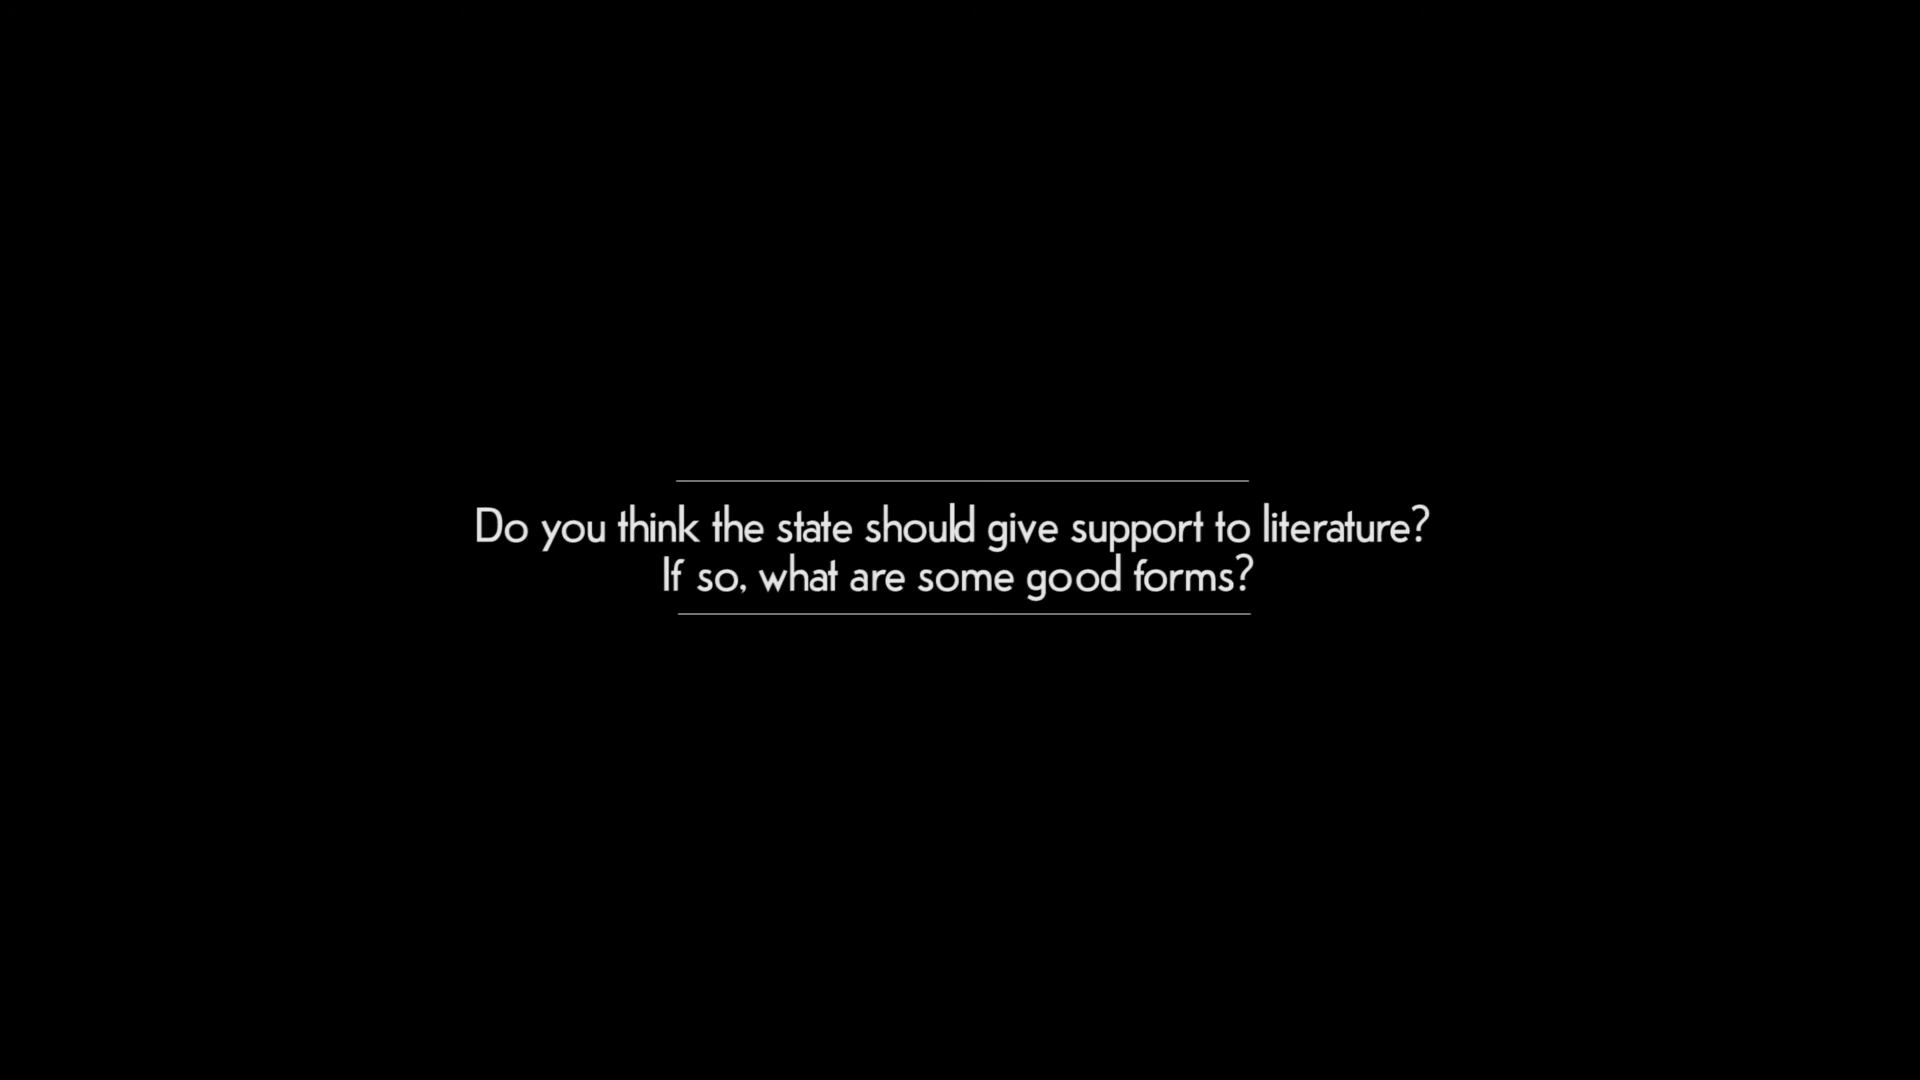 Do you think the state should give support to literature?
If so, what are some good forms?